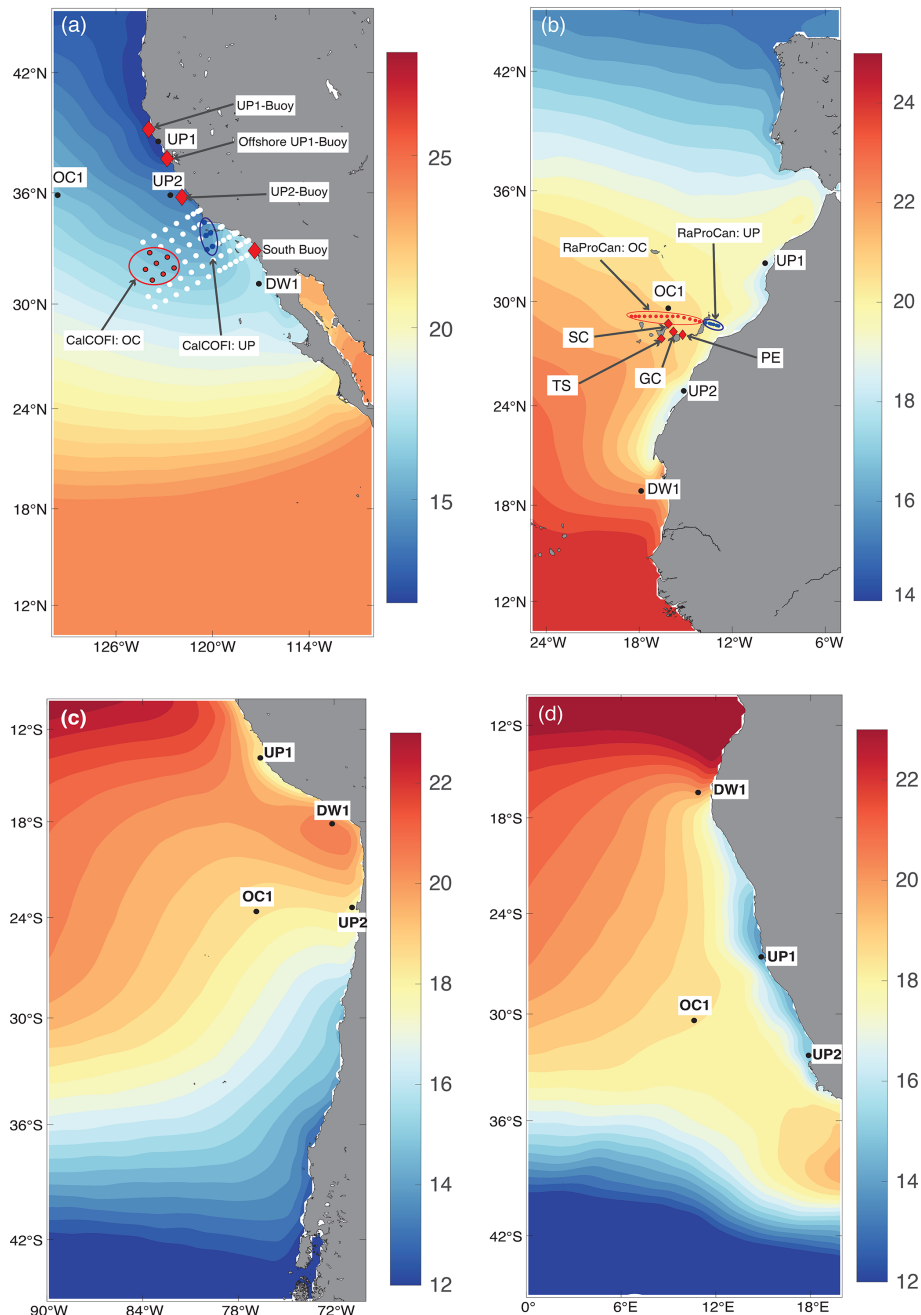 (a)
42°N
36°N
30°N
24°N
18°N
12°N
126°W
120°W
114°W
UP1-Buoy
UP1
Offshore UP1-Buoy
OC1
UP2
UP2-Buoy
South Buoy
DW1
CalCOFI: OC
CalCOFI: UP
25
20
15
(b)
42°N
36°N
30°N
24°N
18°N
12°N
24°W
18°W
12°W
6°W
RaProCan: UP
RaProCan: OC
UP1
OC1
SC
PE
TS
GC
UP2
DW1
24
22
20
18
16
14
(c)
12°S
18°S
24°S
30°S
36°S
42°S
90°W
84°W
78°W
72°W
UP1
DW1
OC1
UP2
22
20
18
16
14
12
(d)
12°S
18°S
24°S
30°S
36°S
42°S
0°
6°E
12°E
18°E
DW1
UP1
OC1
UP2
22
20
18
16
14
12